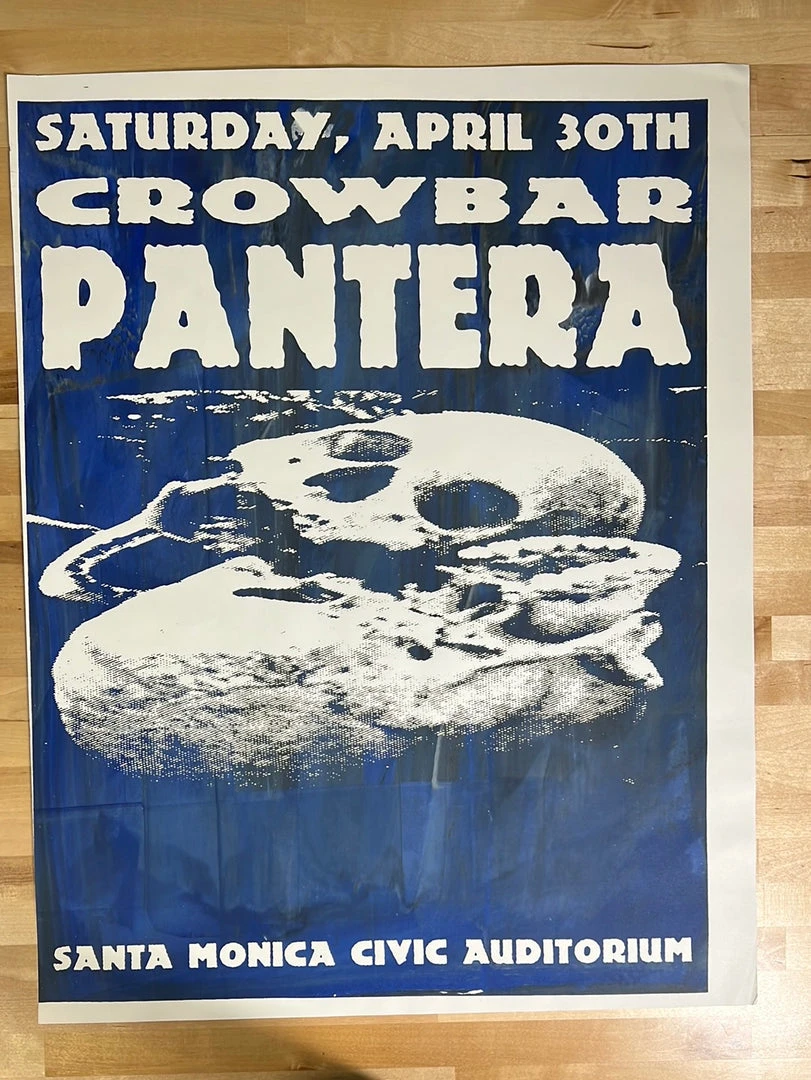 SATURDAY, APRIL 30TH
CROWBAR
PANTERA
SANTA MONICA CIVIC AUDITORIUM